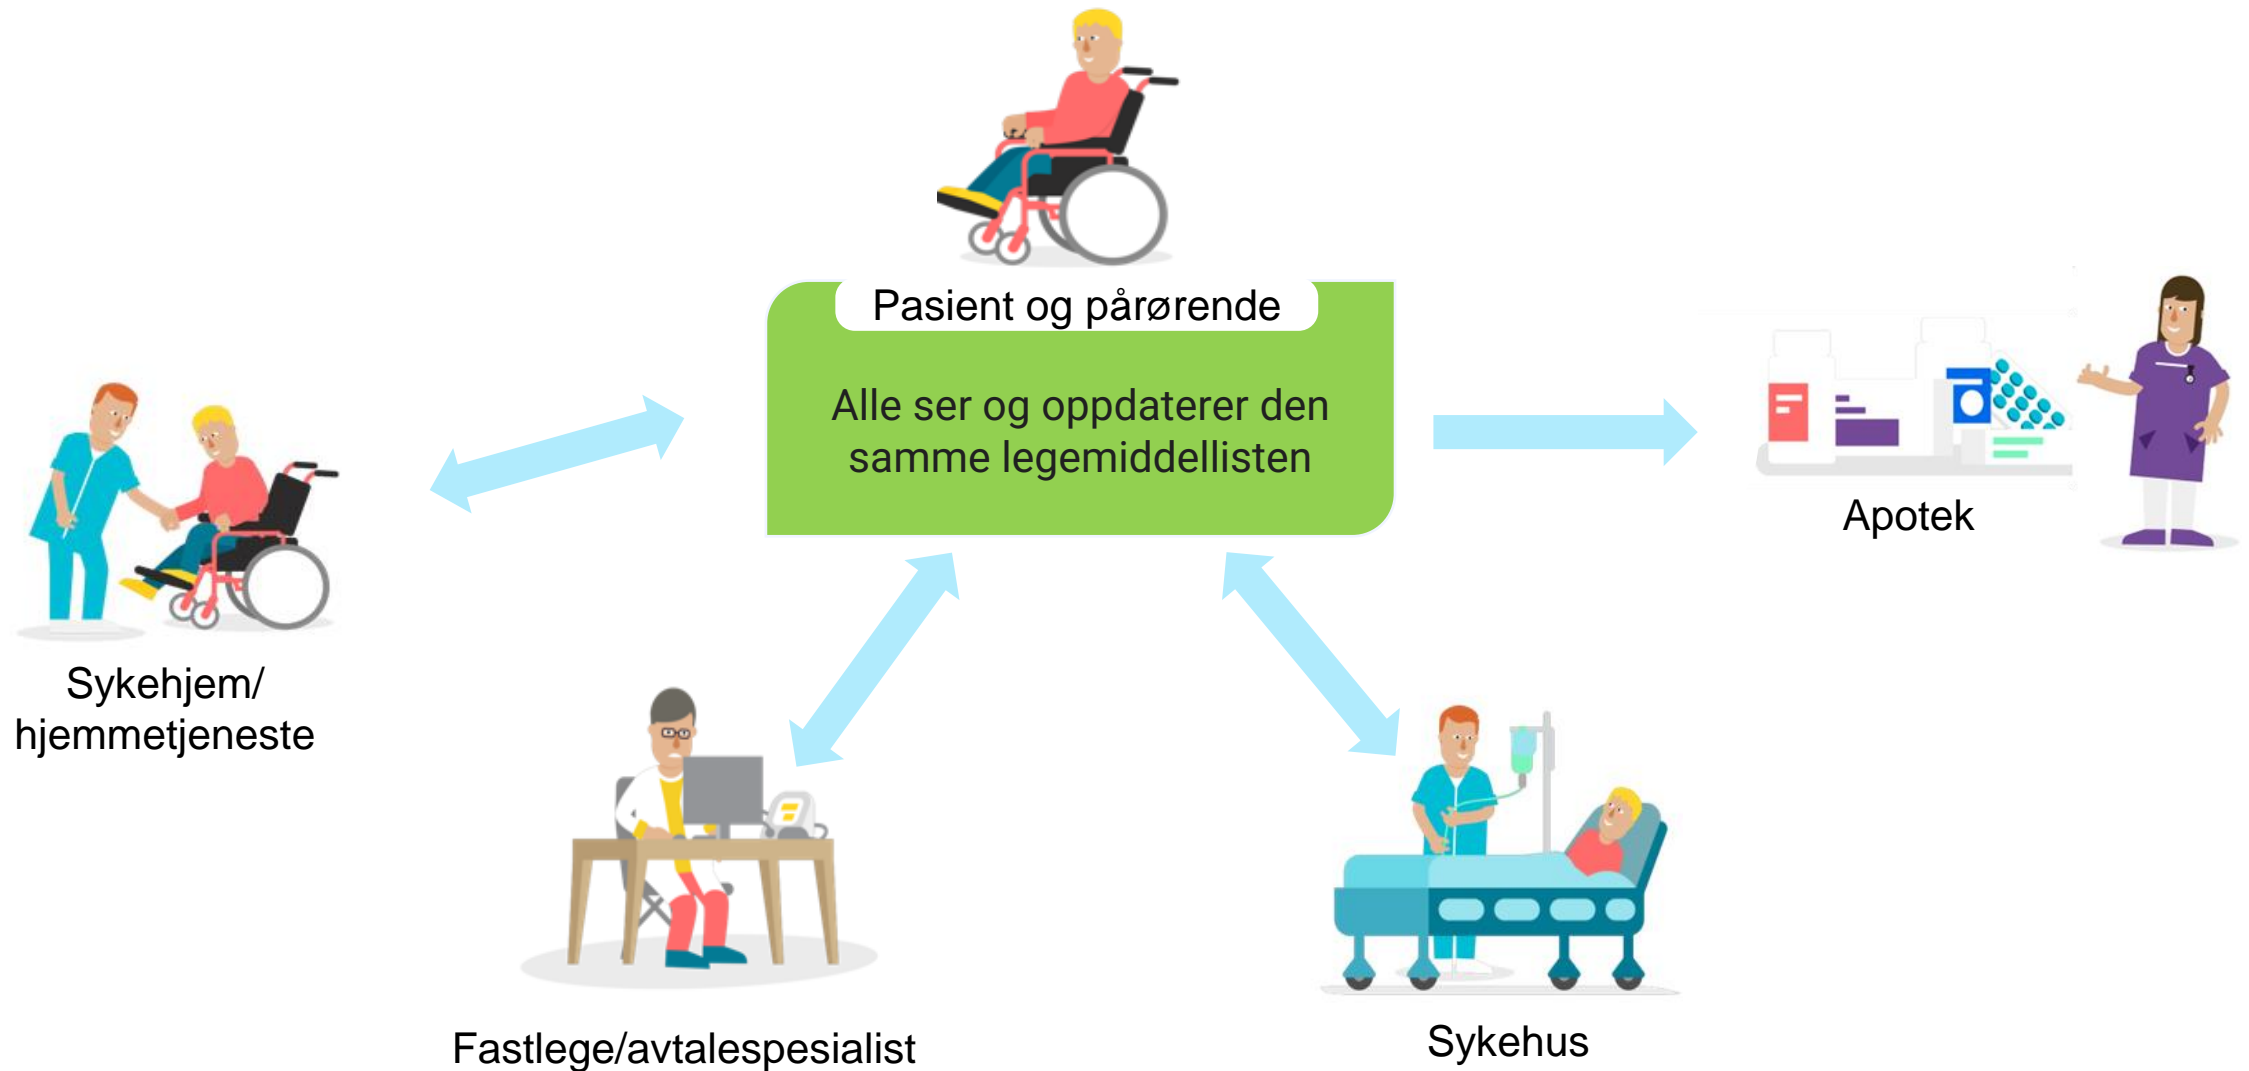 Pasient og pårørende
Alle ser og oppdaterer den
samme legemiddellisten
Apotek
Sykehjem/
hjemmetjeneste
Fastlege/avtalespesialist
Sykehus